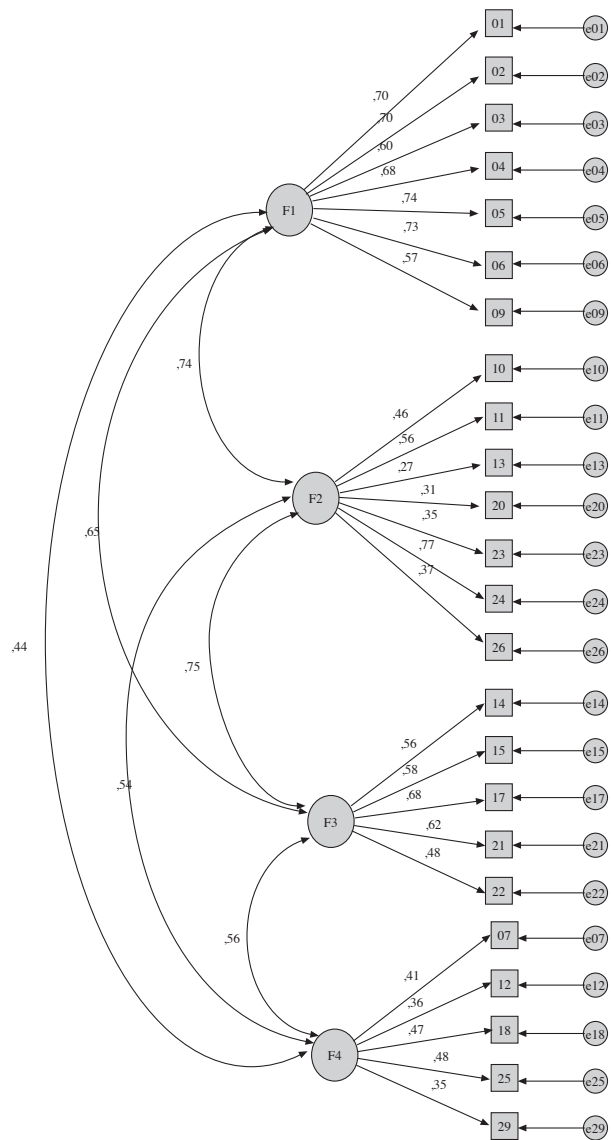 01 e01
02 e02
,70
,70
03 e03
,60
04 e04
,68
,74
F1
05 e05
,73
06 e06
,57
09 e09
,74
10 e10
,46
11 e11
,56
13 e13
,27
F2
,31
20 e20
,35
,65
23 e23
,77
,37
24 e24
26 e26
,44
,75
14 e14
,56
15 e15
,58
,54
,68
17 e17
F3
,62
21 e21
,48
22 e22
,56
07 e07
,41
12 e12
,36
,47
18 e18
F4
,48
25 e25
,35
29 e29